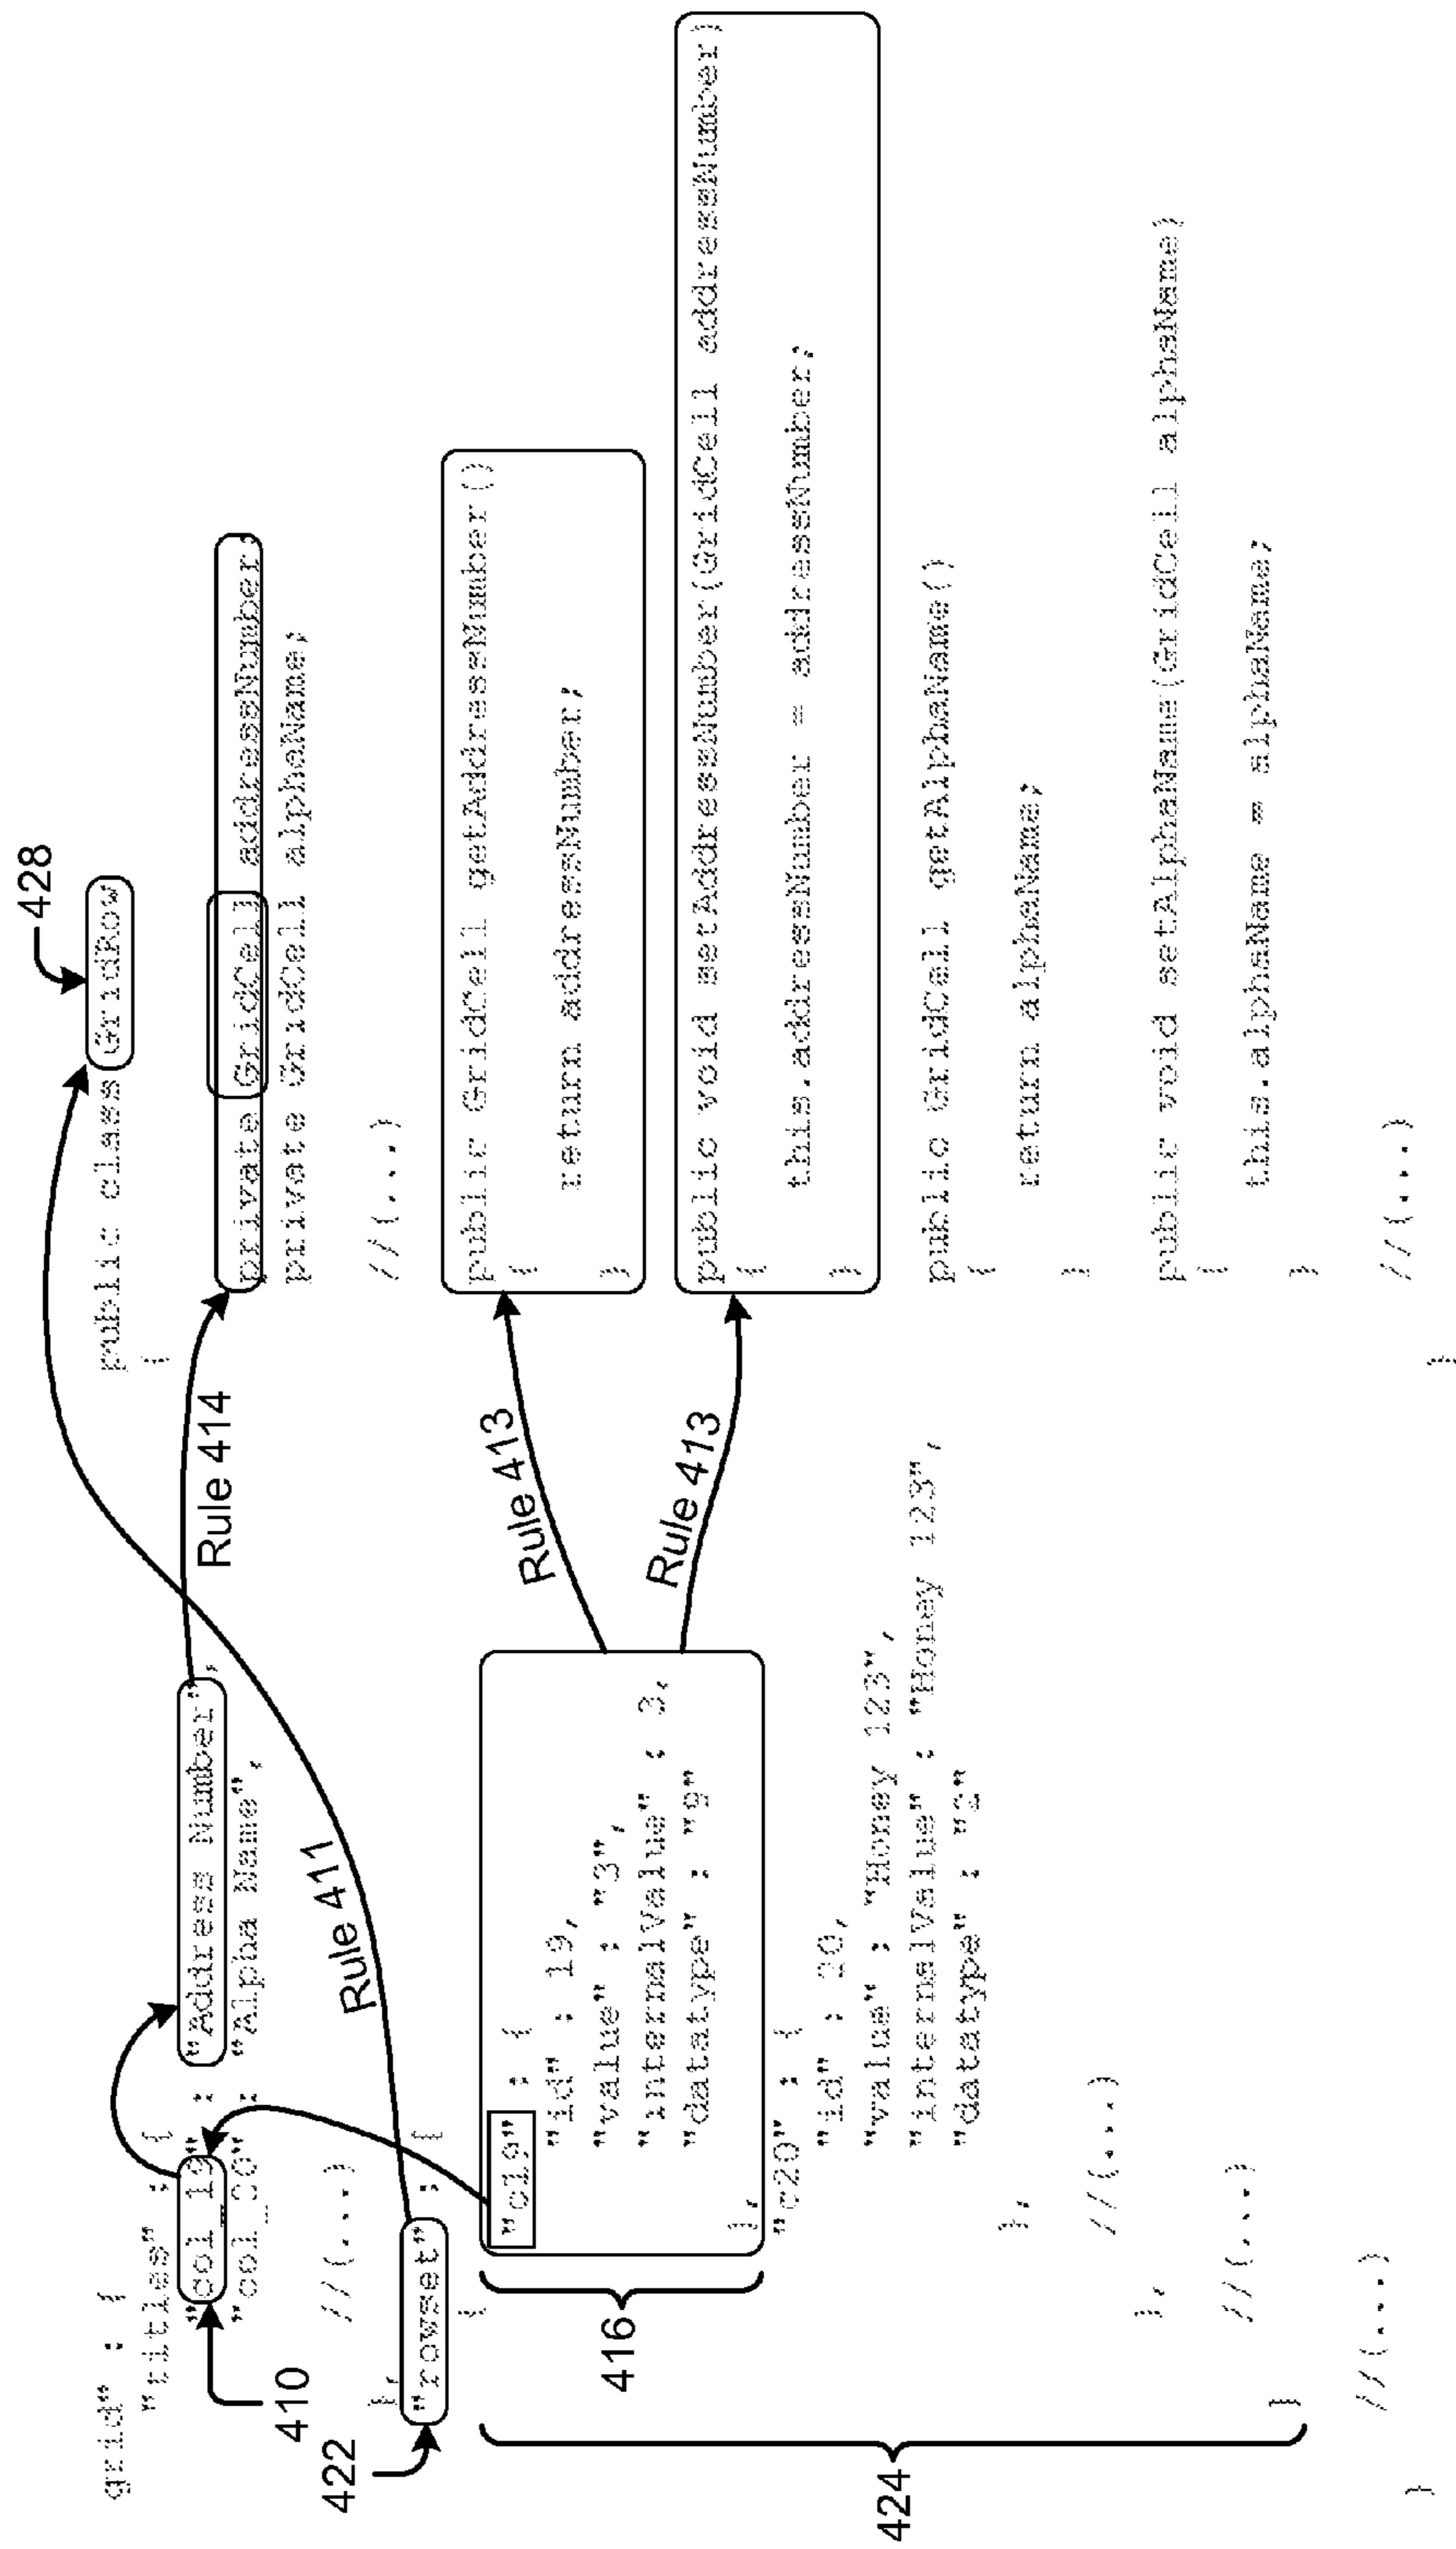 grid" : {
"titles" : {
"col_19" : "Address Number",
"col_20" : "Alpha Name",
//(...)
},
"rowset" : {
{
"c19" : {
"id" : 19,
"value" : "3",
"internalValue" : 3,
"datatype" : "9"
},
"c20" : {
"id" : 20,
"value" : "Honey 123",
"internalValue" : "Honey 123",
"datatype" : "2"
},
//(...)
},
//(...)
}
//(...)
}
410
422
416
424
Rule 411
Rule 414
Rule 413
Rule 413
428
public class GridRow
{
private GridCell addressNumber;
private GridCell alphaName;
//(...)
public GridCell getAddressNumber()
{
return addressNumber;
}
public void setAddressNumber(GridCell addressNumber)
{
this.addressNumber = addressNumber;
}
public GridCell getAlphaName()
{
return alphaName;
}
public void setAlphaName(GridCell alphaName)
{
this.alphaName = alphaName;
}
//(...)
}